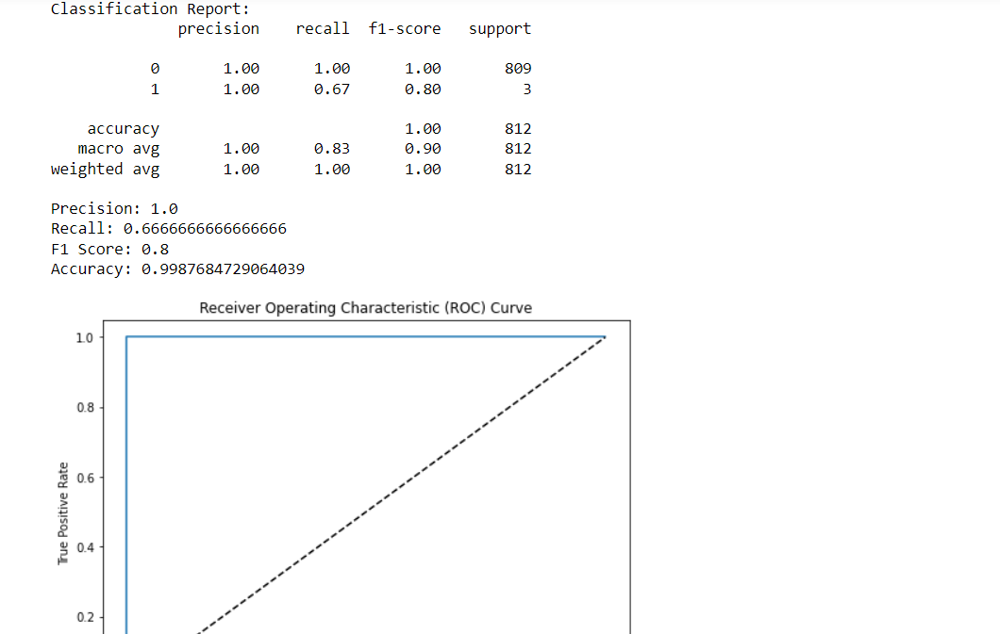 Classification Report:
precision recall f1-score support
0 1.00 1.00 1.00 809
1 1.00 0.67 0.80 3
accuracy 1.00 812
macro avg 1.00 0.83 0.90 812
weighted avg 1.00 1.00 1.00 812
Precision: 1.0
Recall: 0.6666666666666666
F1 Score: 0.8
Accuracy: 0.9987684729064039
Receiver Operating Characteristic (ROC) Curve
1.0
0.8
0.6
0.4
0.2
True Positive Rate